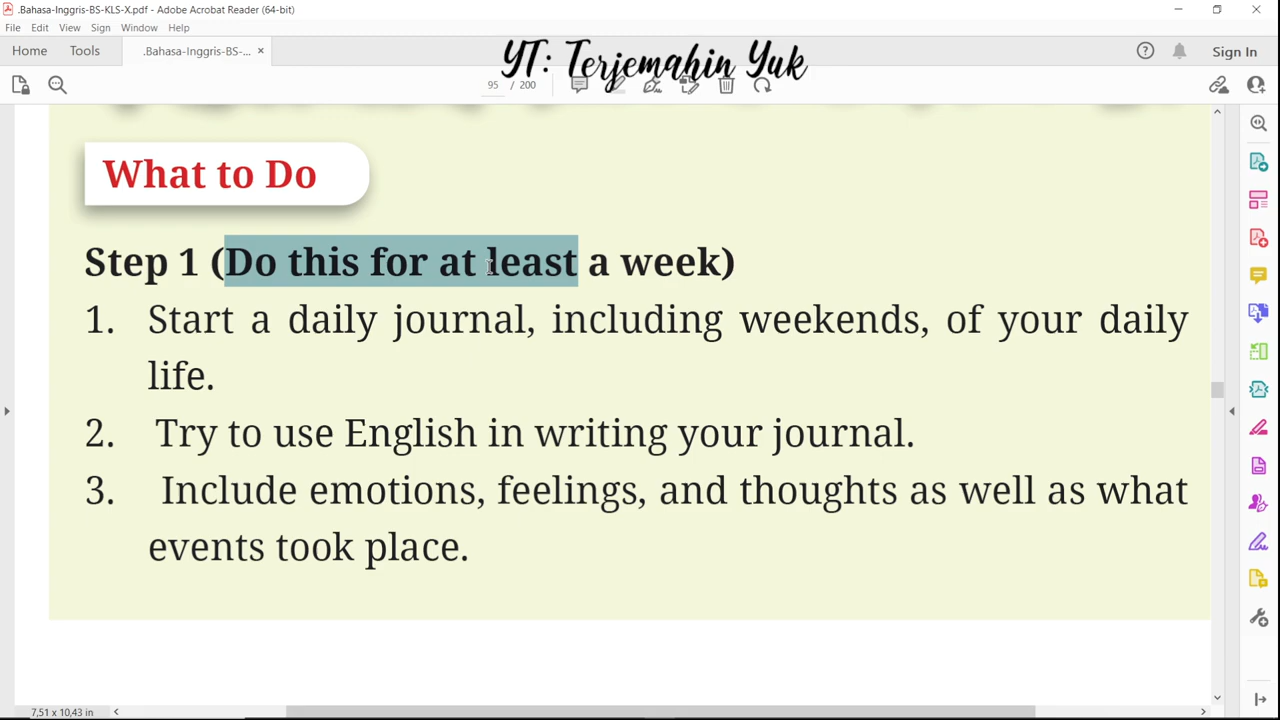 .Bahasa-Inggris-BS-KLS-X.pdf - Adobe Acrobat Reader (64-bit)
File Edit View Sign Window Help
Home Tools .Bahasa-Inggris-BS-... × Sign In
YT: Terjemahin Yuk
95 / 200
What to Do
Step 1 (Do this for at least a week)
1. Start a daily journal, including weekends, of your daily
life.
2. Try to use English in writing your journal.
3. Include emotions, feelings, and thoughts as well as what
events took place.
7,51 x 10,43 in